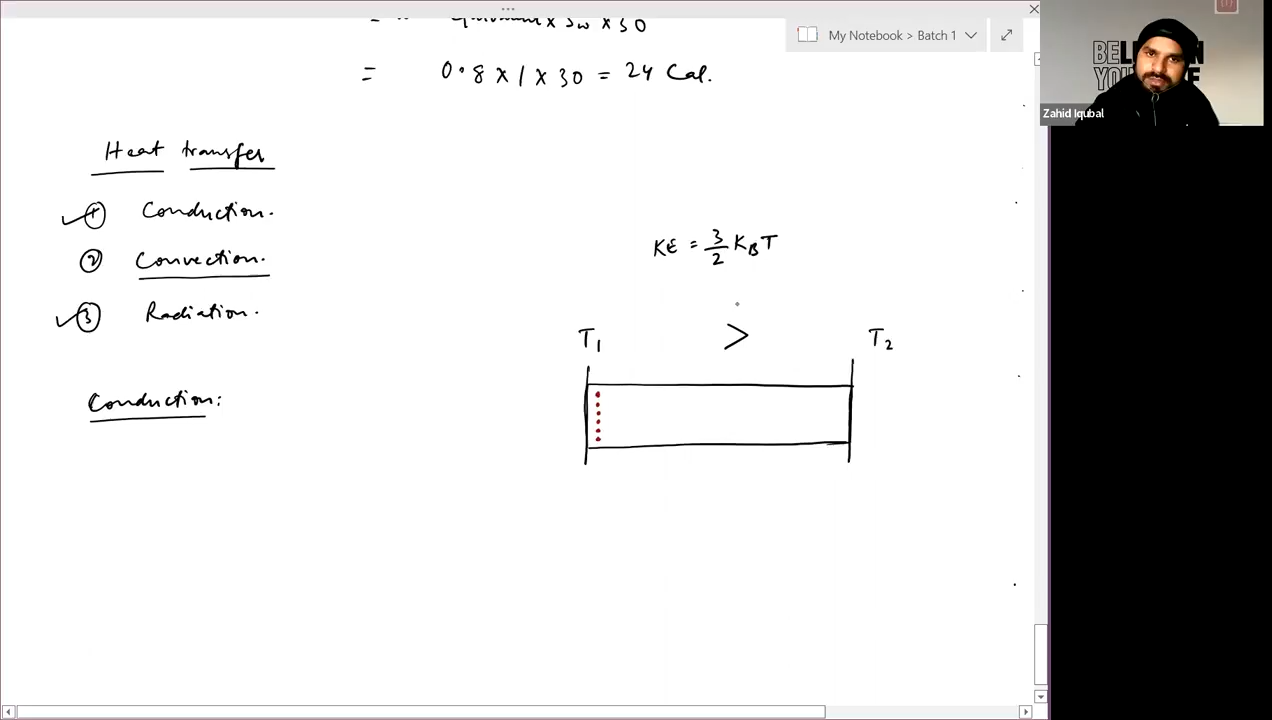 = x 30
My Notebook > Batch 1
= 0.8 x 1 x 30 = 24 Cal.
Zahid Iqubal
Heat transfer
① Conduction.
② Convection.
③ Radiation.
KE = 3/2 K_B T
T₁ > T₂
Conduction: